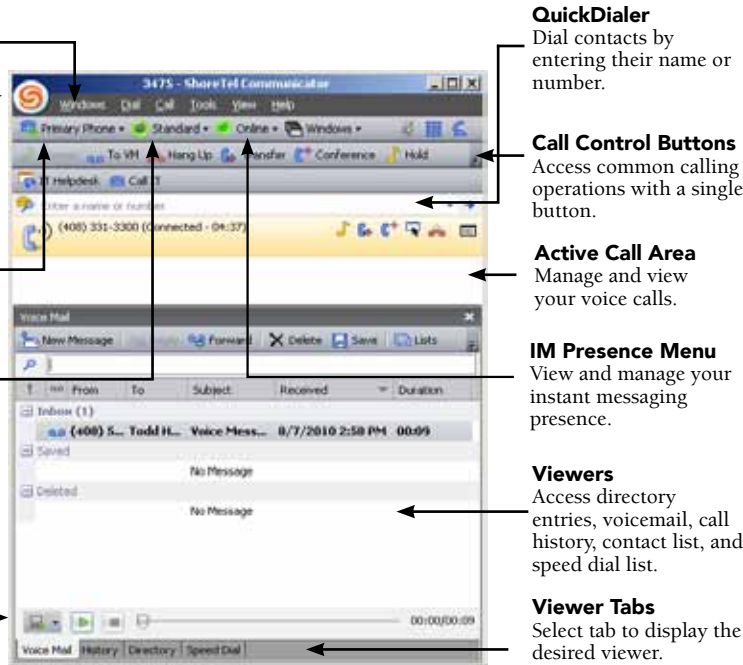 QuickDialer
Dial contacts by
entering their name or
number.
Call Control Buttons
Access common calling
operations with a single
button.
Active Call Area
Manage and view
your voice calls.
IM Presence Menu
View and manage your
instant messaging
presence.
Viewers
Access directory
entries, voicemail, call
history, contact list, and
speed dial list.
Viewer Tabs
Select tab to display the
desired viewer.
3475 - ShoreTel Communicator
Windows Dial Call Tools View Help
Primary Phone Standard Online Windows
To VM Hang Up Transfer Conference Hold
IT Helpdesk Call IT
Enter a name or number
(408) 331-3300 (Connected - 04:37)
Voice Mail
New Message Forward Delete Save Lists
From To Subject Received Duration
Inbox (1)
(408) 5... Todd H... Voice Mess... 8/7/2010 2:58 PM 00:09
Saved
No Message
Deleted
No Message
00:00/00:09
Voice Mail History Directory Speed Dial